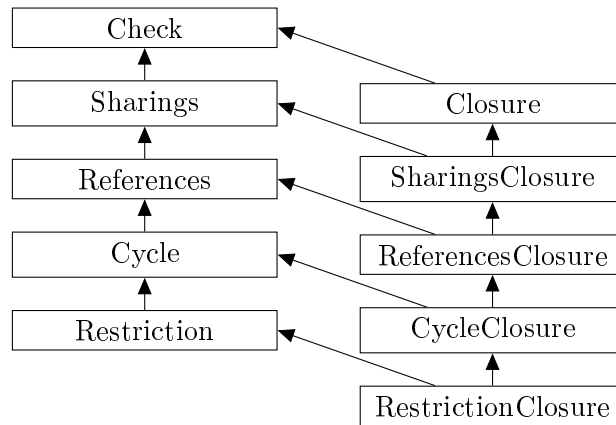 Check
Sharings
Closure
References
SharingsClosure
Cycle
ReferencesClosure
Restriction
CycleClosure
RestrictionClosure